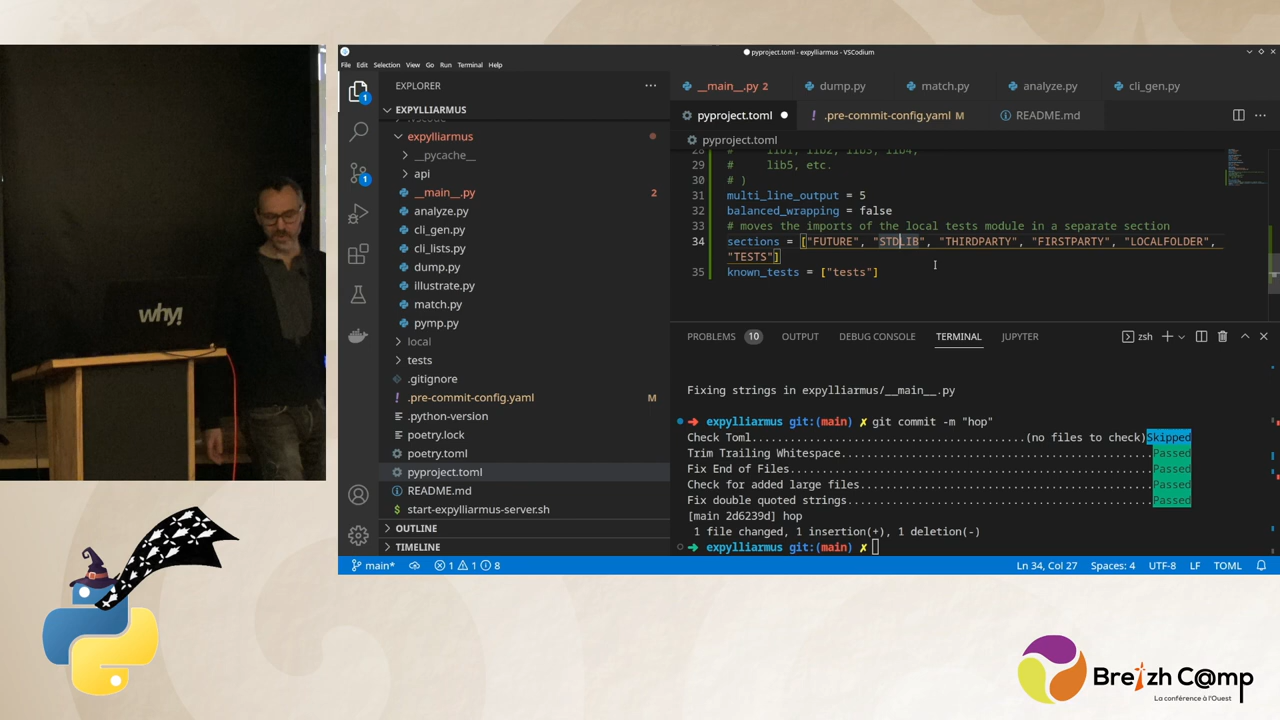 why!
pyproject.toml - expylliarmus - VSCodium
File Edit Selection View Go Run Terminal Help
EXPLORER
EXPYLLIARMUS
expylliarmus
__pycache__
api
__main__.py 2
analyze.py
cli_gen.py
cli_lists.py
dump.py
illustrate.py
match.py
pymp.py
local
tests
.gitignore
.pre-commit-config.yaml M
.python-version
poetry.lock
poetry.toml
pyproject.toml
README.md
start-expylliarmus-server.sh
OUTLINE
TIMELINE
__main__.py 2 dump.py match.py analyze.py cli_gen.py
pyproject.toml .pre-commit-config.yaml M README.md
pyproject.toml
28 # lib1, lib2, lib3, lib4,
29 # lib5, etc.
30 # )
31 multi_line_output = 5
32 balanced_wrapping = false
33 # moves the imports of the local tests module in a separate section
34 sections = ["FUTURE", "STDLIB", "THIRDPARTY", "FIRSTPARTY", "LOCALFOLDER",
"TESTS"]
35 known_tests = ["tests"]
PROBLEMS 10 OUTPUT DEBUG CONSOLE TERMINAL JUPYTER zsh
Fixing strings in expylliarmus/__main__.py
➜ expylliarmus git:(main) ✗ git commit -m "hop"
Check Toml...................................(no files to check)Skipped
Trim Trailing Whitespace.................................................Passed
Fix End of Files.........................................................Passed
Check for added large files..............................................Passed
Fix double quoted strings................................................Passed
[main 2d6239d] hop
1 file changed, 1 insertion(+), 1 deletion(-)
➜ expylliarmus git:(main) ✗
main* 1 1 8 Ln 34, Col 27 Spaces: 4 UTF-8 LF TOML
1
1
Breizh C@mp
La conférence à l'Ouest